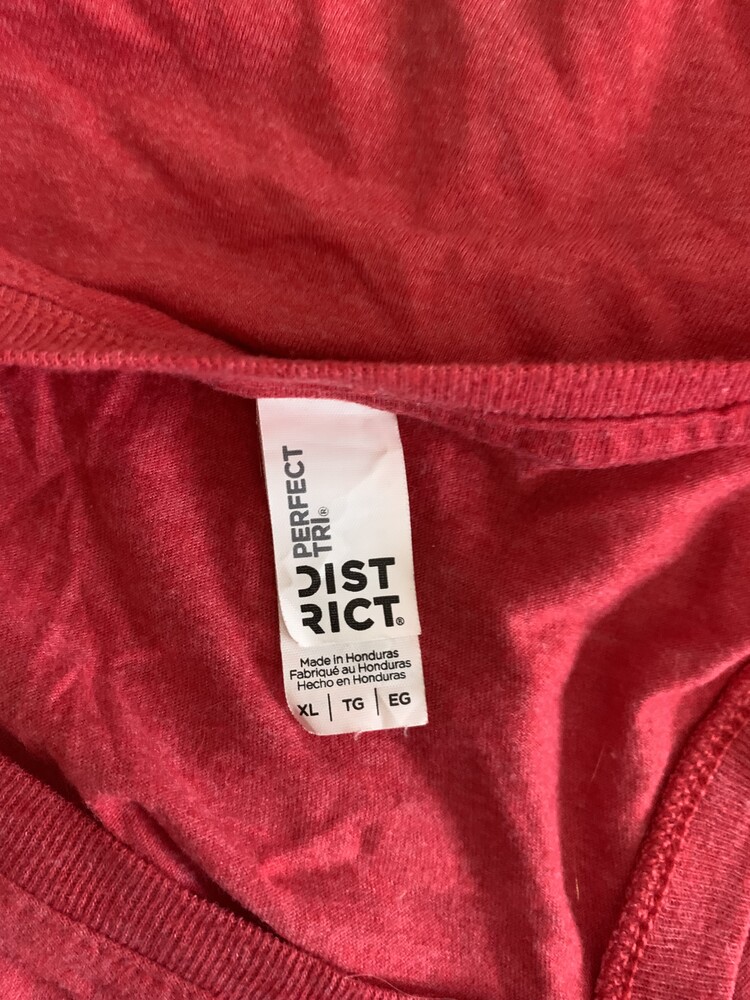 PERFECT
TRI®
DIST
RICT®
Made in Honduras
Fabriqué au Honduras
Hecho en Honduras
XL | TG | EG